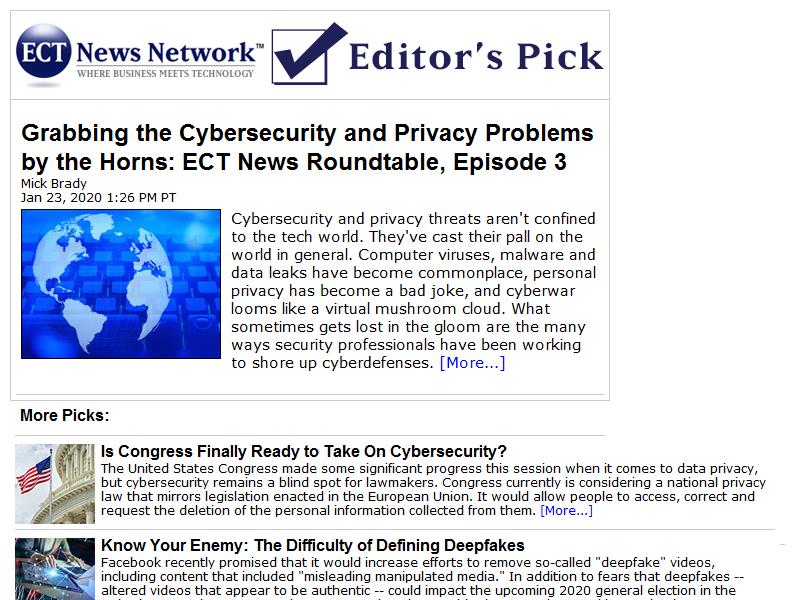 ECT News Network™
WHERE BUSINESS MEETS TECHNOLOGY
Editor's Pick
Grabbing the Cybersecurity and Privacy Problems
by the Horns: ECT News Roundtable, Episode 3
Mick Brady
Jan 23, 2020 1:26 PM PT
Cybersecurity and privacy threats aren't confined
to the tech world. They've cast their pall on the
world in general. Computer viruses, malware and
data leaks have become commonplace, personal
privacy has become a bad joke, and cyberwar
looms like a virtual mushroom cloud. What
sometimes gets lost in the gloom are the many
ways security professionals have been working
to shore up cyberdefenses. [More...]
More Picks:
Is Congress Finally Ready to Take On Cybersecurity?
The United States Congress made some significant progress this session when it comes to data privacy,
but cybersecurity remains a blind spot for lawmakers. Congress currently is considering a national privacy
law that mirrors legislation enacted in the European Union. It would allow people to access, correct and
request the deletion of the personal information collected from them. [More...]
Know Your Enemy: The Difficulty of Defining Deepfakes
Facebook recently promised that it would increase efforts to remove so-called "deepfake" videos,
including content that included "misleading manipulated media." In addition to fears that deepfakes --
altered videos that appear to be authentic -- could impact the upcoming 2020 general election in the